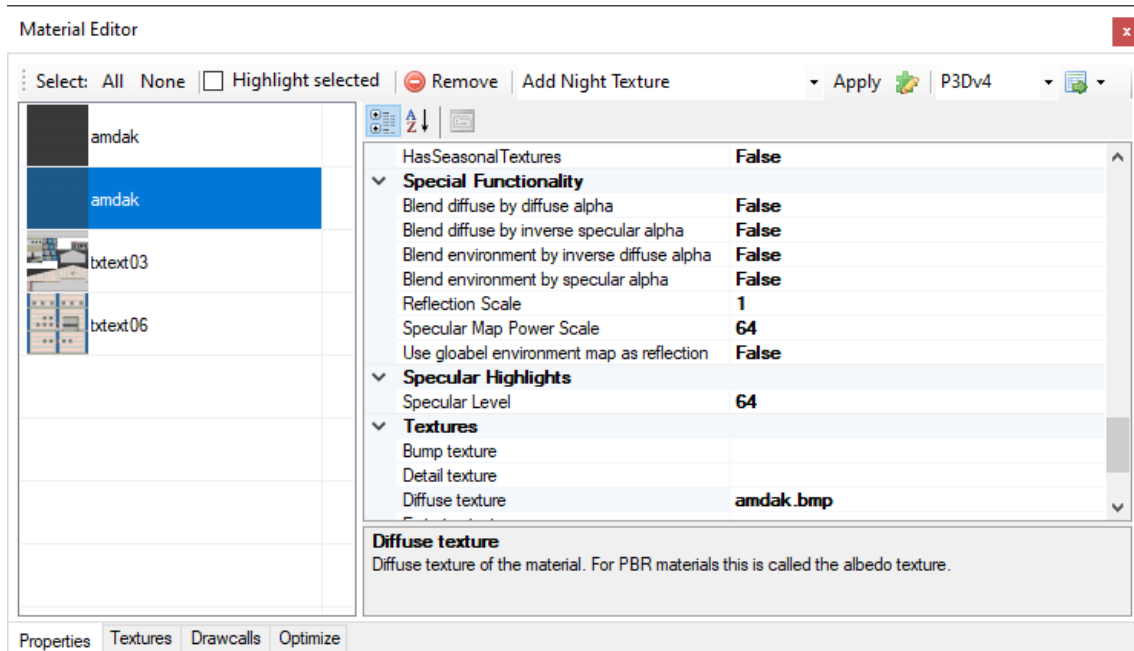 Material Editor
x
Select: All None Highlight selected Remove Add Night Texture Apply P3Dv4
amdak
amdak
txtext03
txtext06
HasSeasonalTextures False
Special Functionality
Blend diffuse by diffuse alpha False
Blend diffuse by inverse specular alpha False
Blend environment by inverse diffuse alpha False
Blend environment by specular alpha False
Reflection Scale 1
Specular Map Power Scale 64
Use gloabel environment map as reflection False
Specular Highlights
Specular Level 64
Textures
Bump texture
Detail texture
Diffuse texture amdak.bmp
Diffuse texture
Diffuse texture of the material. For PBR materials this is called the albedo texture.
Properties Textures Drawcalls Optimize